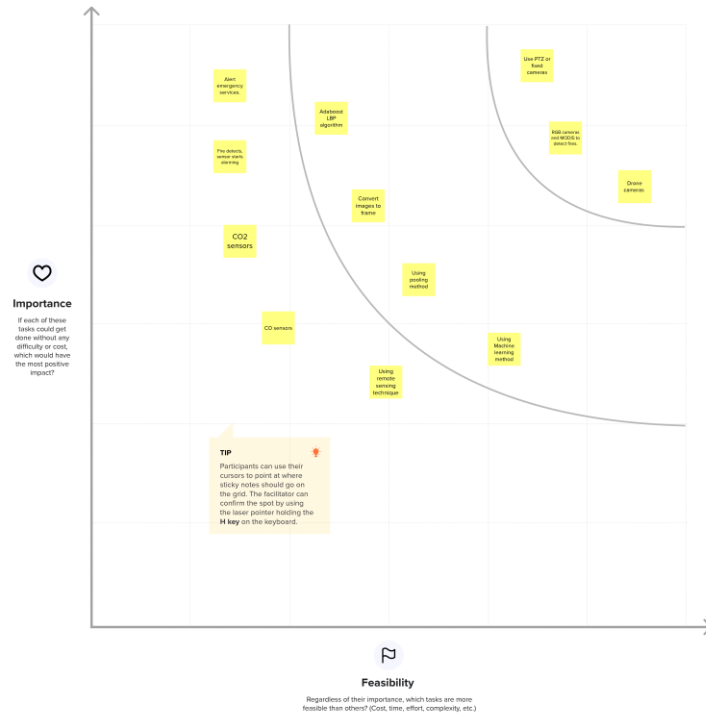 Alert
emergency
services.
Fire detects,
sensor starts
alarming
CO2
sensors
CO sensors
Adaboost
LBP
algorithm
Convert
images to
frame
Using
pooling
method
Using
remote
sensing
technique
Using
Machine
learning
method
Use PTZ or
fixed
cameras
RGB cameras
and MODIS to
detect fires.
Drone
cameras
Importance
If each of these
tasks could get
done without any
difficulty or cost,
which would have
the most positive
impact?
TIP
Participants can use their
cursors to point at where
sticky notes should go on
the grid. The facilitator can
confirm the spot by using
the laser pointer holding the
H key on the keyboard.
Feasibility
Regardless of their importance, which tasks are more
feasible than others? (Cost, time, effort, complexity, etc.)